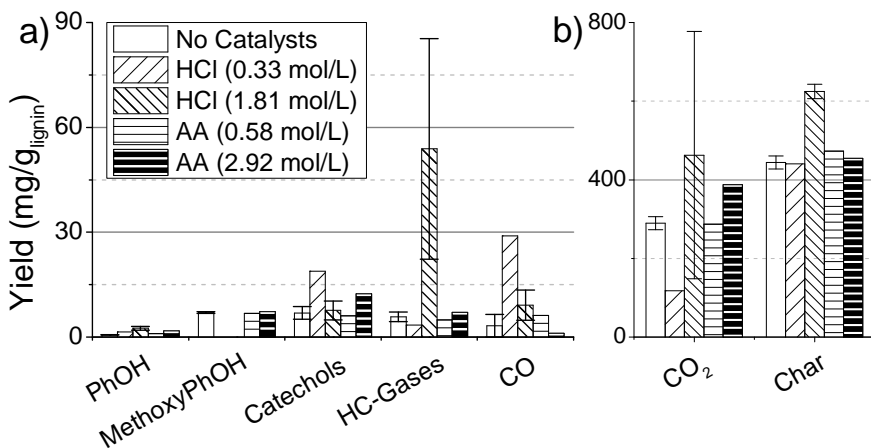 a)
No Catalysts
HCl (0.33 mol/L)
HCl (1.81 mol/L)
AA (0.58 mol/L)
AA (2.92 mol/L)
Yield (mg/g_lignin)
90
60
30
0
PhOH
MethoxyPhOH
Catechols
HC-Gases
CO
b)
800
400
0
CO₂
Char